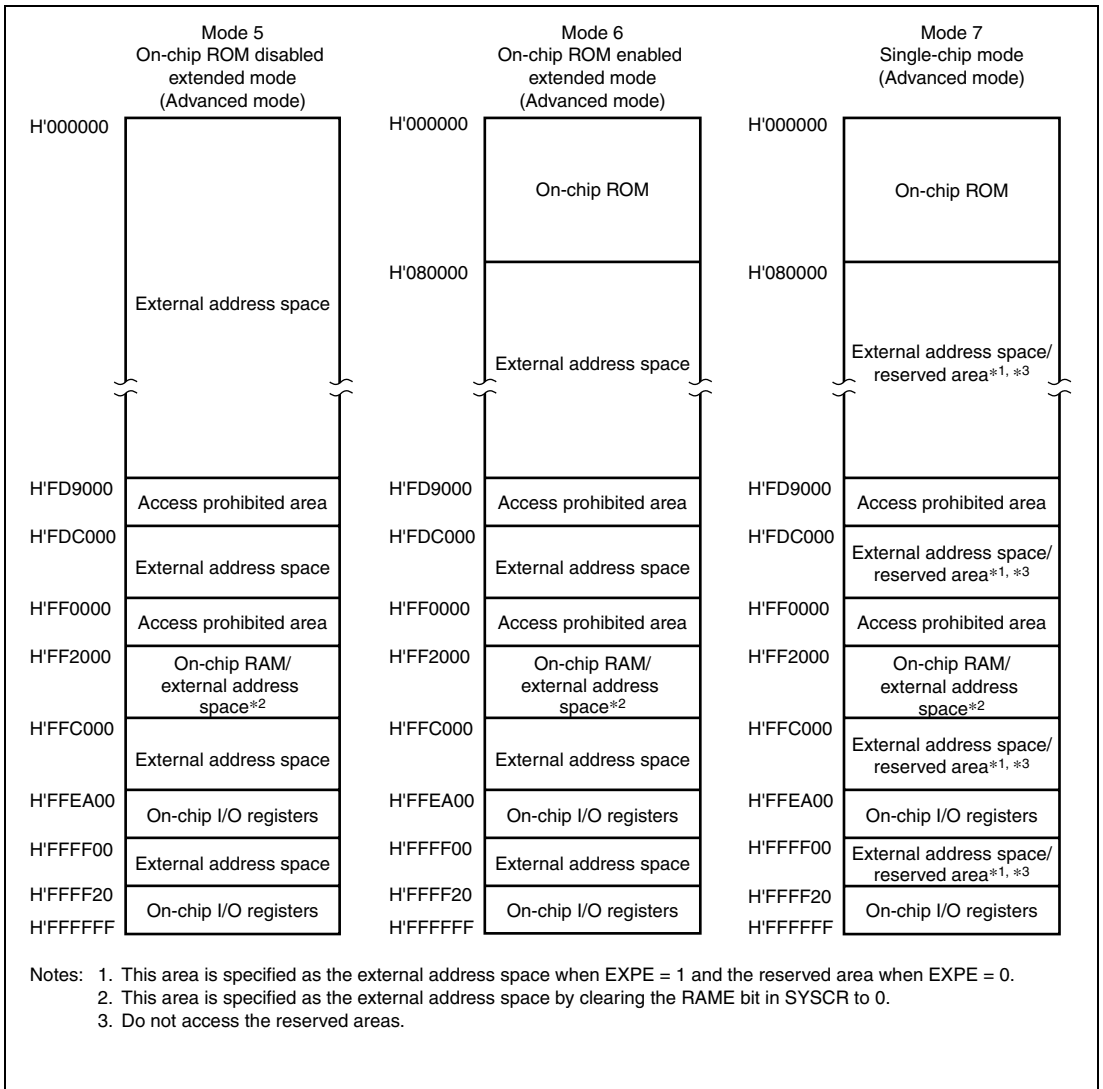 Mode 5
On-chip ROM disabled
extended mode
(Advanced mode)
H'000000
External address space
H'FD9000
Access prohibited area
H'FDC000
External address space
H'FF0000
Access prohibited area
H'FF2000
On-chip RAM/
external address
space*2
H'FFC000
External address space
H'FFEA00
On-chip I/O registers
H'FFFF00
External address space
H'FFFF20
On-chip I/O registers
H'FFFFFF
Mode 6
On-chip ROM enabled
extended mode
(Advanced mode)
H'000000
On-chip ROM
H'080000
External address space
H'FD9000
Access prohibited area
H'FDC000
External address space
H'FF0000
Access prohibited area
H'FF2000
On-chip RAM/
external address
space*2
H'FFC000
External address space
H'FFEA00
On-chip I/O registers
H'FFFF00
External address space
H'FFFF20
On-chip I/O registers
H'FFFFFF
Mode 7
Single-chip mode
(Advanced mode)
H'000000
On-chip ROM
H'080000
External address space/
reserved area*1, *3
H'FD9000
Access prohibited area
H'FDC000
External address space/
reserved area*1, *3
H'FF0000
Access prohibited area
H'FF2000
On-chip RAM/
external address
space*2
H'FFC000
External address space/
reserved area*1, *3
H'FFEA00
On-chip I/O registers
H'FFFF00
External address space/
reserved area*1, *3
H'FFFF20
On-chip I/O registers
H'FFFFFF
Notes: 1. This area is specified as the external address space when EXPE = 1 and the reserved area when EXPE = 0.
2. This area is specified as the external address space by clearing the RAME bit in SYSCR to 0.
3. Do not access the reserved areas.